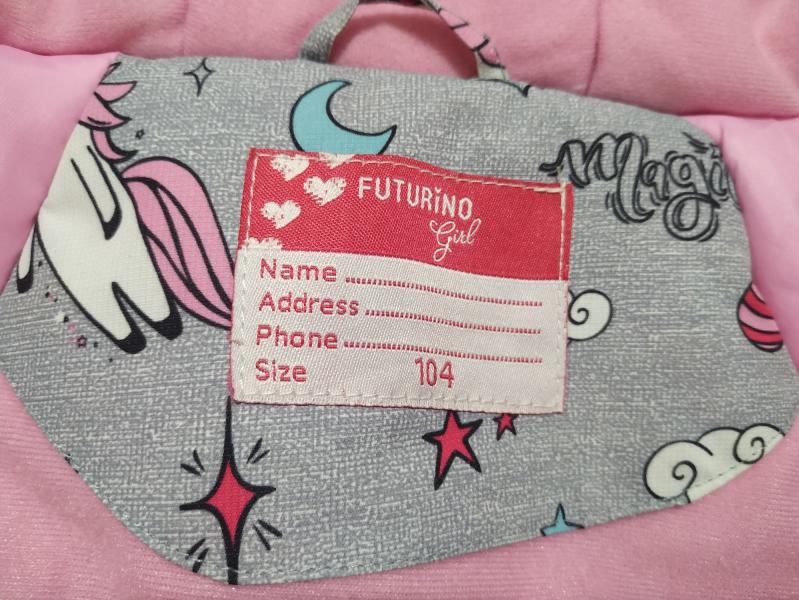 Magic
FUTURINO
Girl
Name ........................
Address ........................
Phone ........................
Size 104